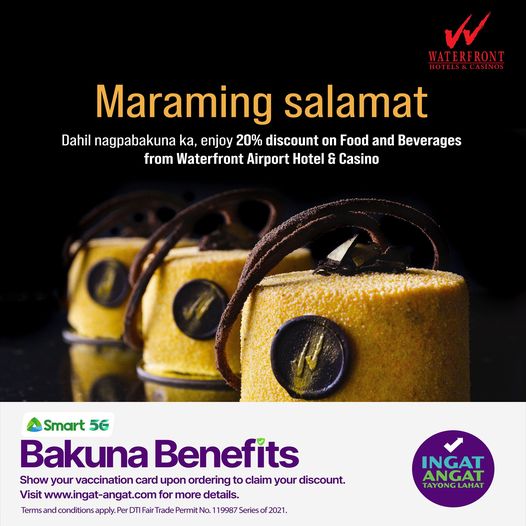 WATERFRONT
HOTELS & CASINOS
Maraming salamat
Dahil nagpabakuna ka, enjoy 20% discount on Food and Beverages
from Waterfront Airport Hotel & Casino
Smart 5G
Bakuna Benefits
Show your vaccination card upon ordering to claim your discount.
Visit www.ingat-angat.com for more details.
Terms and conditions apply. Per DTI Fair Trade Permit No. 119987 Series of 2021.
INGAT
ANGAT
TAYONG LAHAT